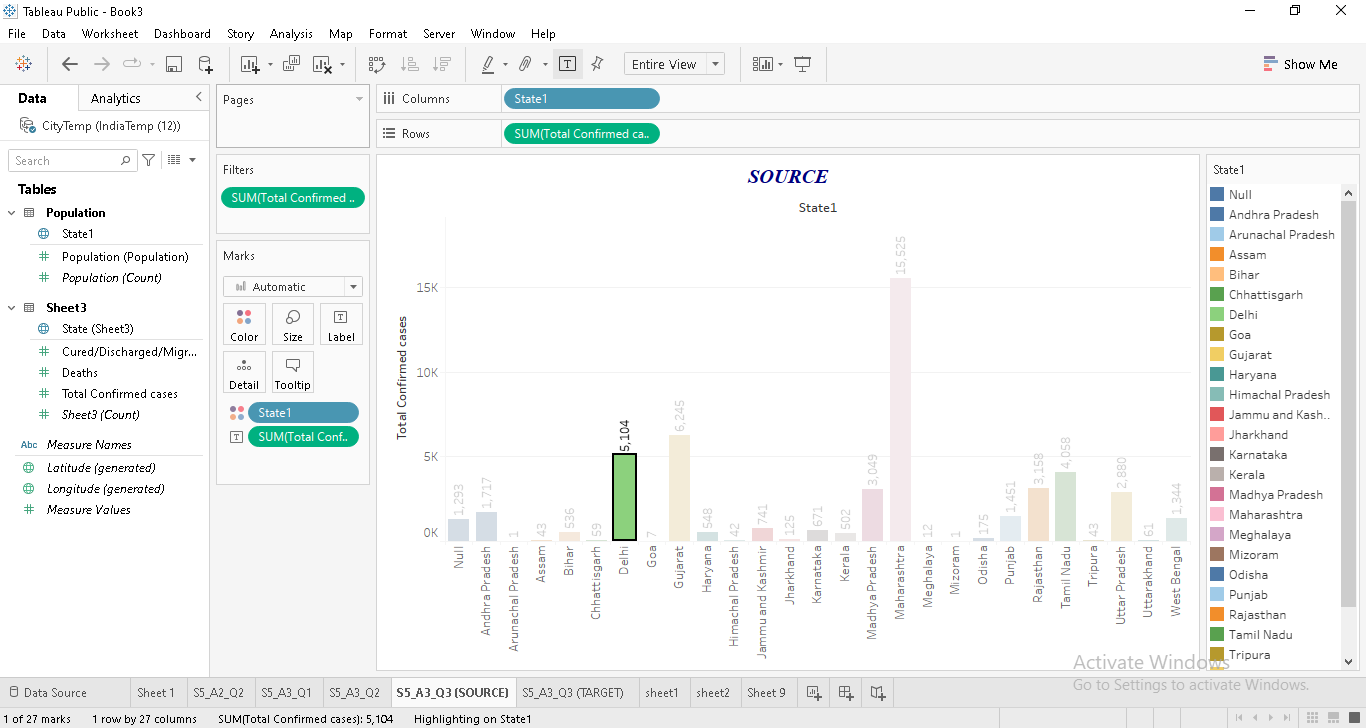 Tableau Public - Book3
File Data Worksheet Dashboard Story Analysis Map Format Server Window Help
Entire View
Show Me
Data Analytics
CityTemp (IndiaTemp (12))
Search
Tables
Population
State1
Population (Population)
Population (Count)
Sheet3
State (Sheet3)
Cured/Discharged/Migr...
Deaths
Total Confirmed cases
Sheet3 (Count)
Abc Measure Names
Latitude (generated)
Longitude (generated)
Measure Values
Pages
Filters
SUM(Total Confirmed ..
Marks
Automatic
Color Size Label
Detail Tooltip
State1
SUM(Total Conf..
Columns State1
Rows SUM(Total Confirmed ca..
SOURCE
State1
Total Confirmed cases
15K
10K
5K
0K
1,293
1,717
1
43
536
59
5,104
7
6,245
548
42
741
125
671
502
3,049
15,525
12
1
175
1,451
3,158
4,058
43
2,880
61
1,344
Null
Andhra Pradesh
Arunachal Pradesh
Assam
Bihar
Chhattisgarh
Delhi
Goa
Gujarat
Haryana
Himachal Pradesh
Jammu and Kashmir
Jharkhand
Karnataka
Kerala
Madhya Pradesh
Maharashtra
Meghalaya
Mizoram
Odisha
Punjab
Rajasthan
Tamil Nadu
Tripura
Uttar Pradesh
Uttarakhand
West Bengal
State1
Null
Andhra Pradesh
Arunachal Pradesh
Assam
Bihar
Chhattisgarh
Delhi
Goa
Gujarat
Haryana
Himachal Pradesh
Jammu and Kash..
Jharkhand
Karnataka
Kerala
Madhya Pradesh
Maharashtra
Meghalaya
Mizoram
Odisha
Punjab
Rajasthan
Tamil Nadu
Tripura
Activate Windows
Go to Settings to activate Windows.
Data Source Sheet 1 S5_A2_Q2 S5_A3_Q1 S5_A3_Q2 S5_A3_Q3 (SOURCE) S5_A3_Q3 (TARGET) sheet1 sheet2 Sheet 9
1 of 27 marks 1 row by 27 columns SUM(Total Confirmed cases): 5,104 Highlighting on State1